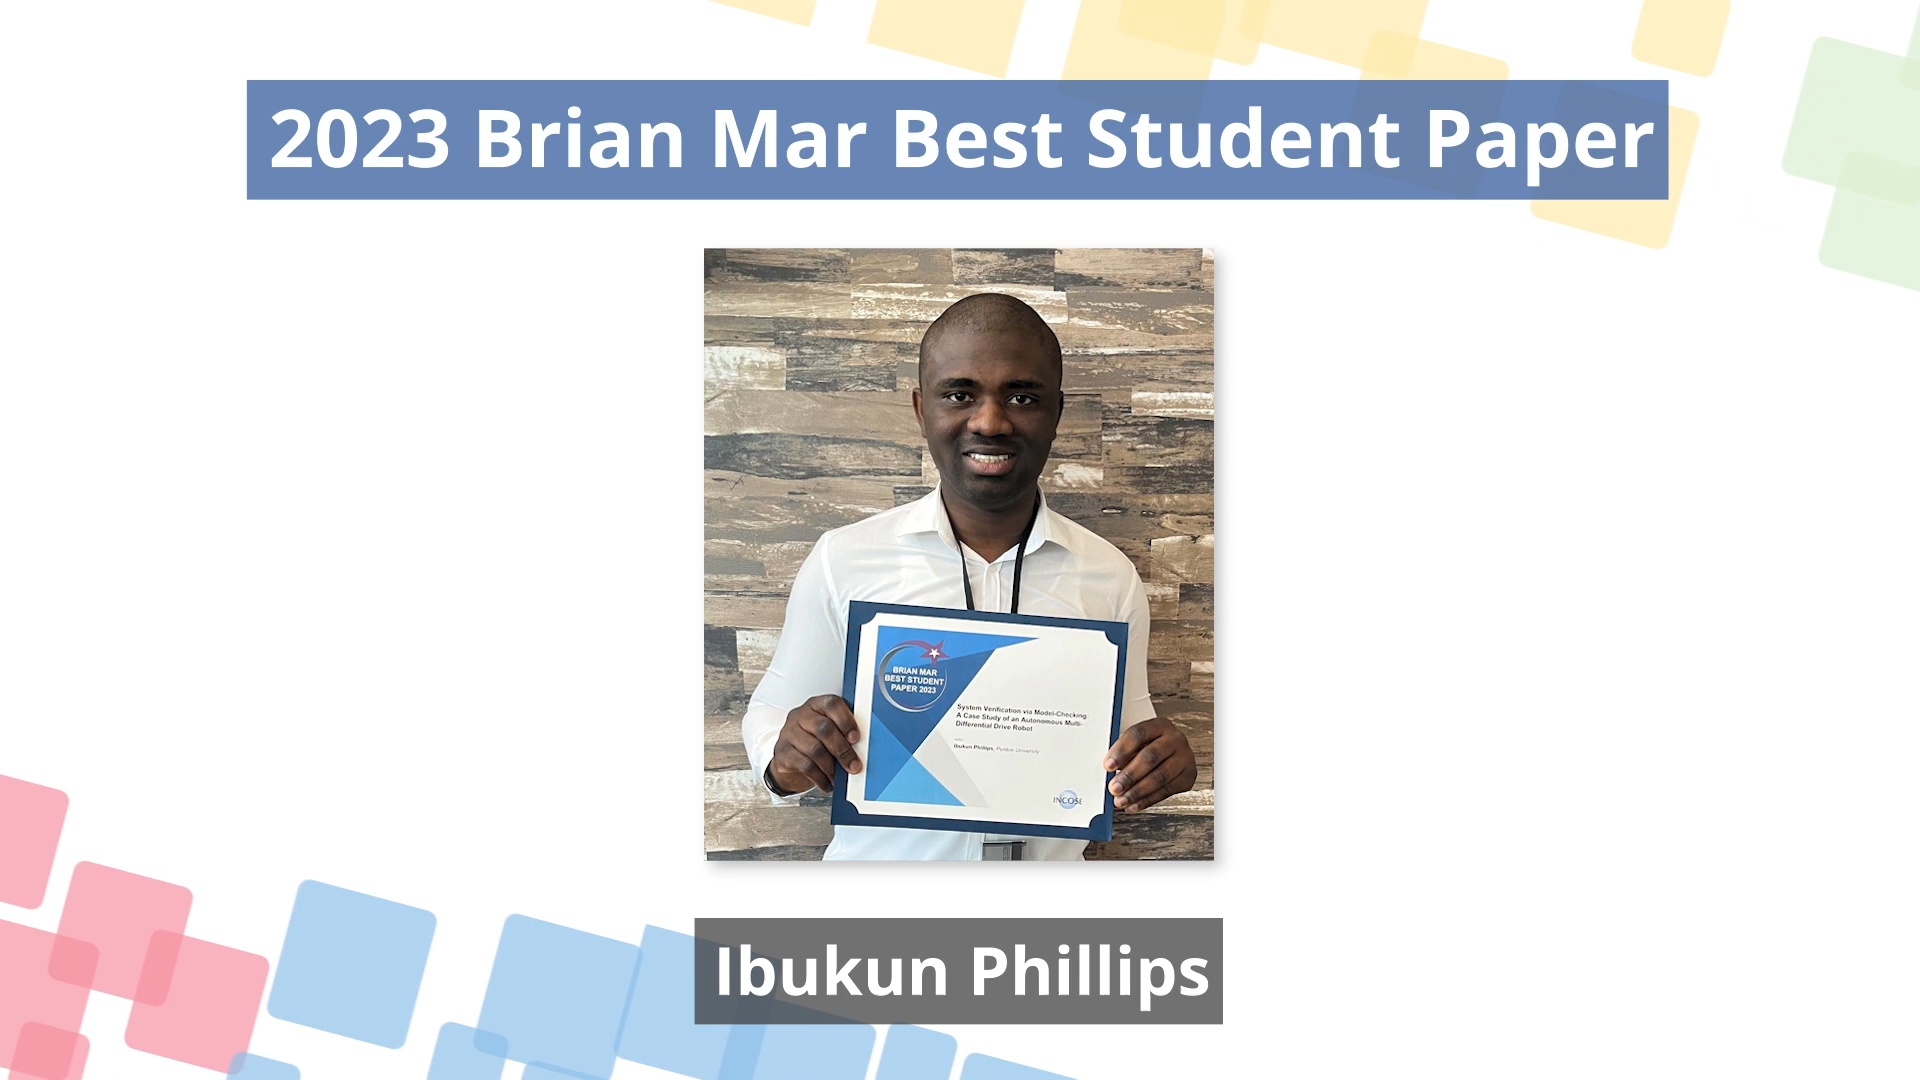 2023 Brian Mar Best Student Paper
BRIAN MAR
BEST STUDENT
PAPER 2023
System Verification via Model-Checking:
A Case Study of an Autonomous Multi-
Differential Drive Robot
Ibukun Phillips, Purdue University
INCOSE
Ibukun Phillips